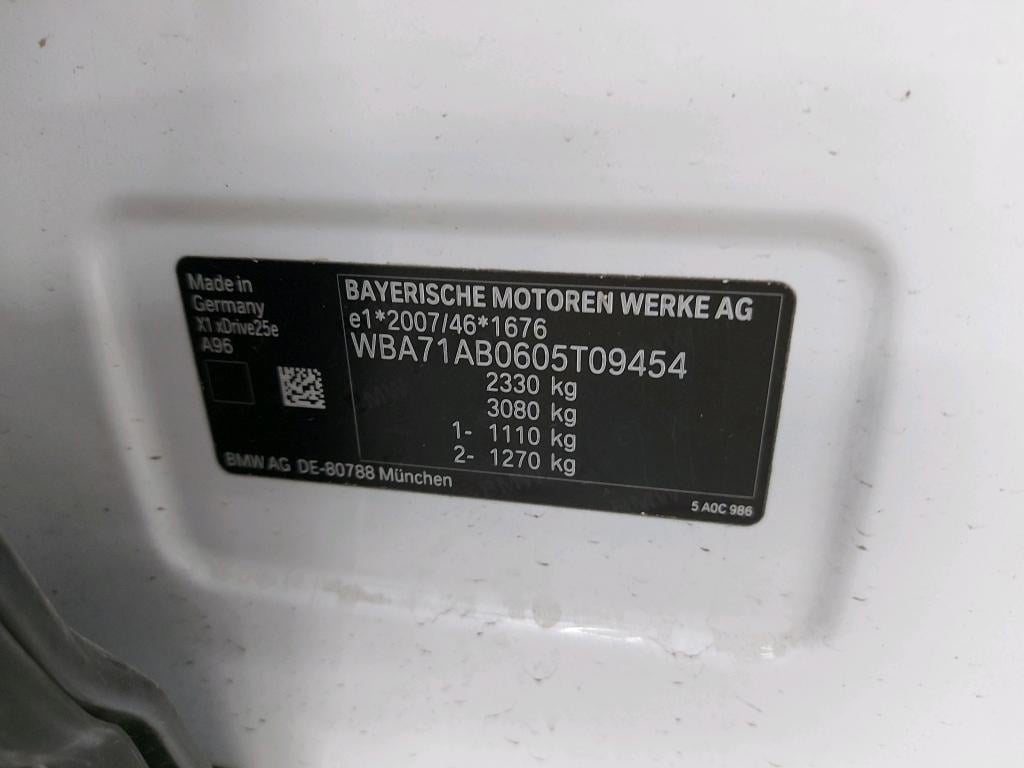 Made in
Germany
X1 xDrive25e
A96
BAYERISCHE MOTOREN WERKE AG
e1*2007/46*1676
WBA71AB0605T09454
2330 kg
3080 kg
1- 1110 kg
2- 1270 kg
BMW AG DE-80788 München
5 A0C 986